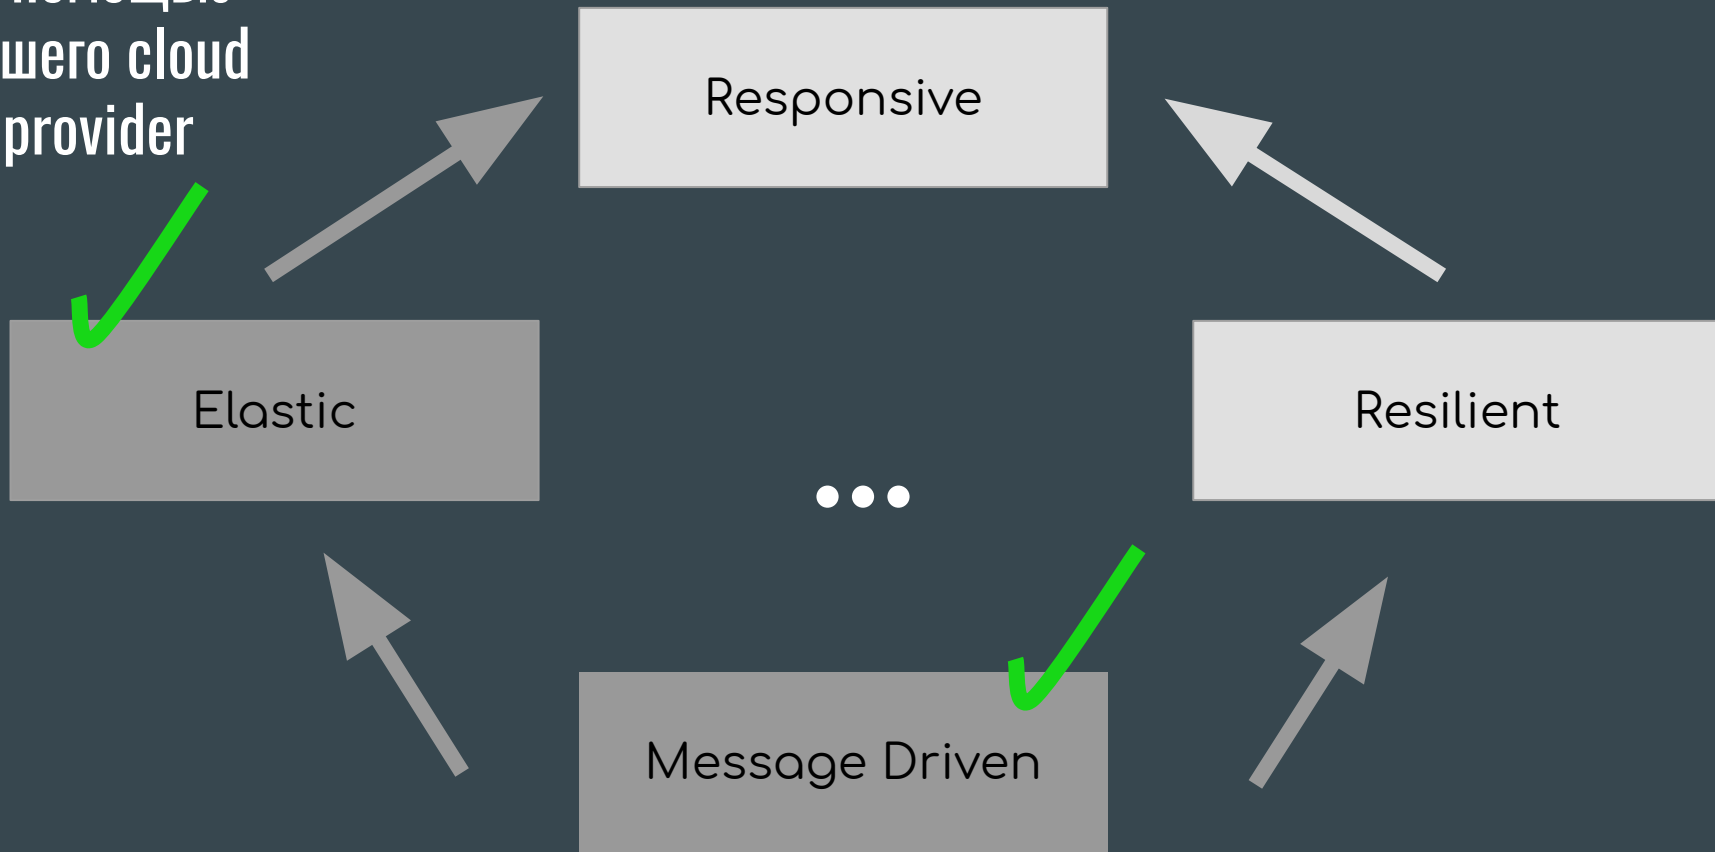 шего cloud
provider
Responsive
Elastic
Resilient
...
Message Driven